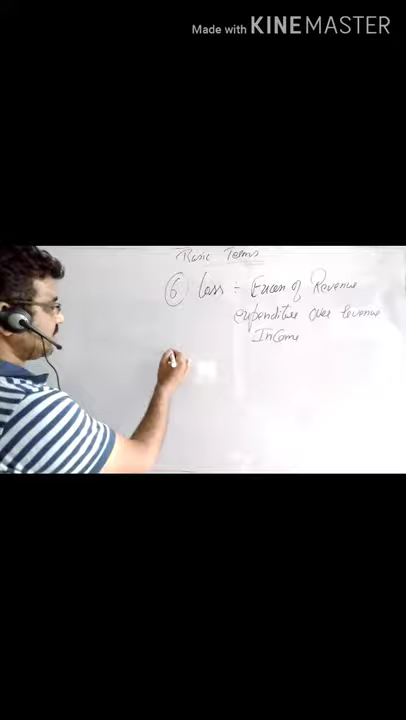 Made with KINEMASTER
Basic Terms
6 Loss :- Excess of Revenue
expenditure over revenue
Income